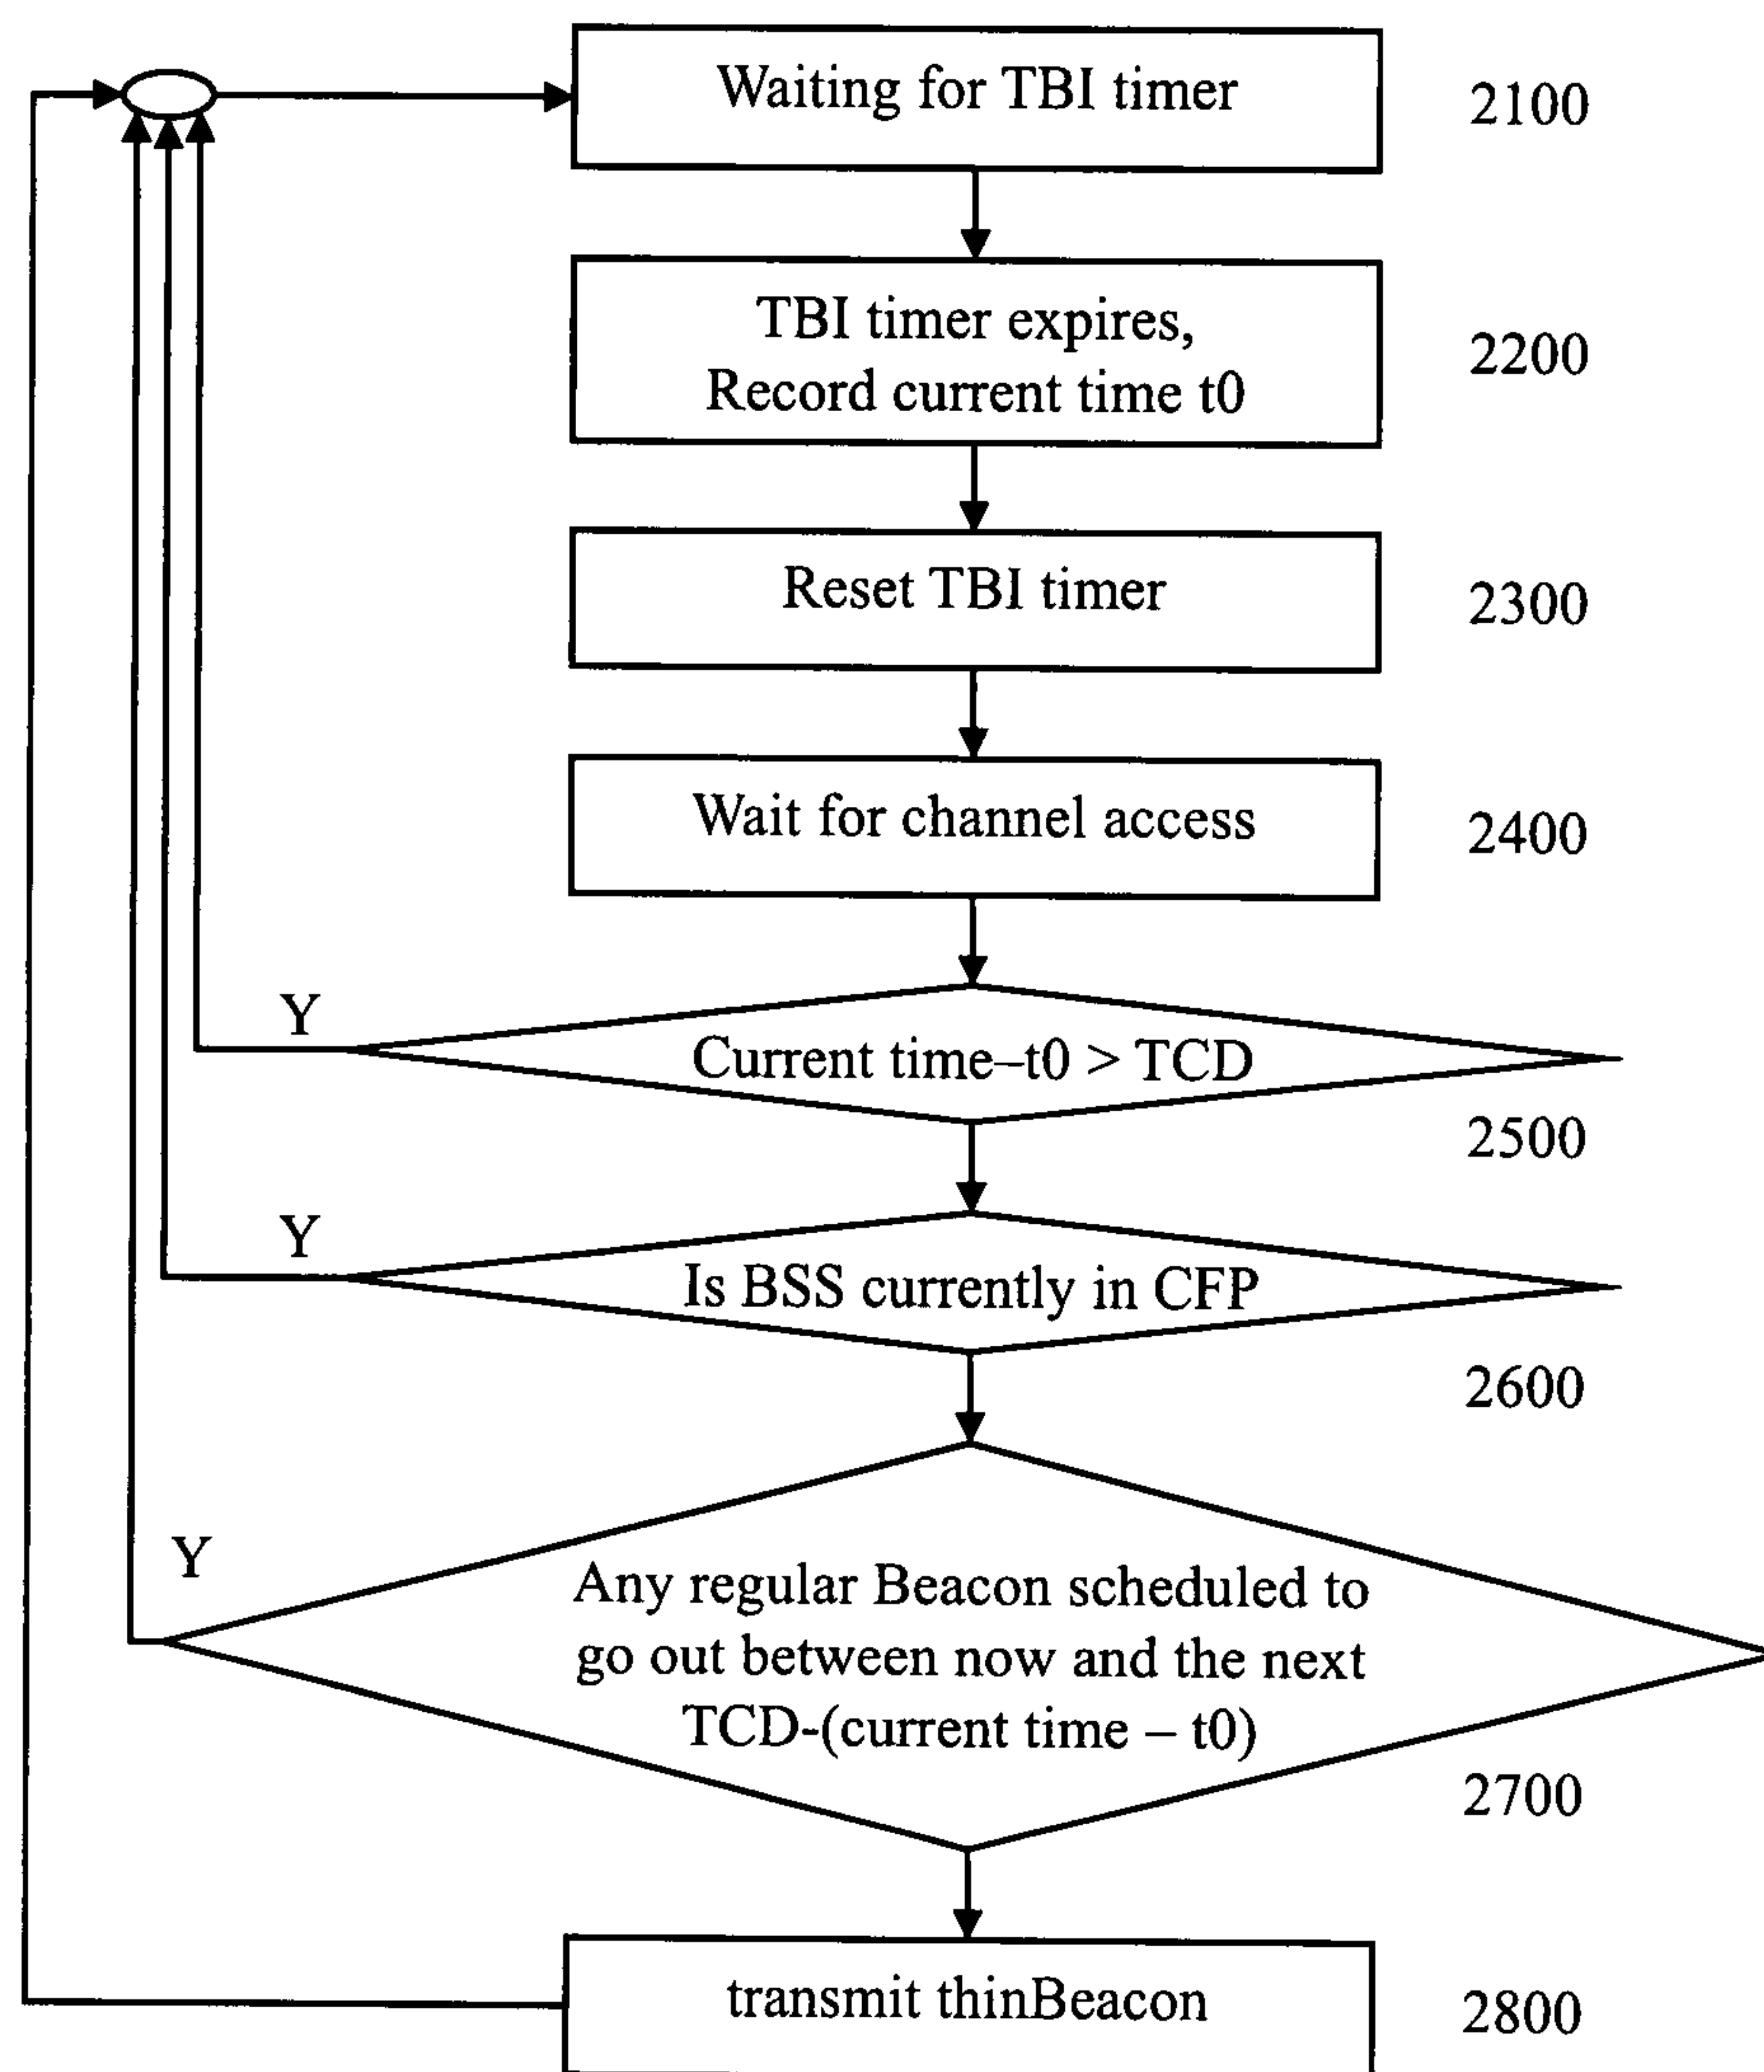 Waiting for TBI timer
2100
TBI timer expires,
Record current time t0
2200
Reset TBI timer
2300
Wait for channel access
2400
Y
Current time–t0 > TCD
2500
Y
Is BSS currently in CFP
2600
Y
Any regular Beacon scheduled to
go out between now and the next
TCD-(current time – t0)
2700
transmit thinBeacon
2800